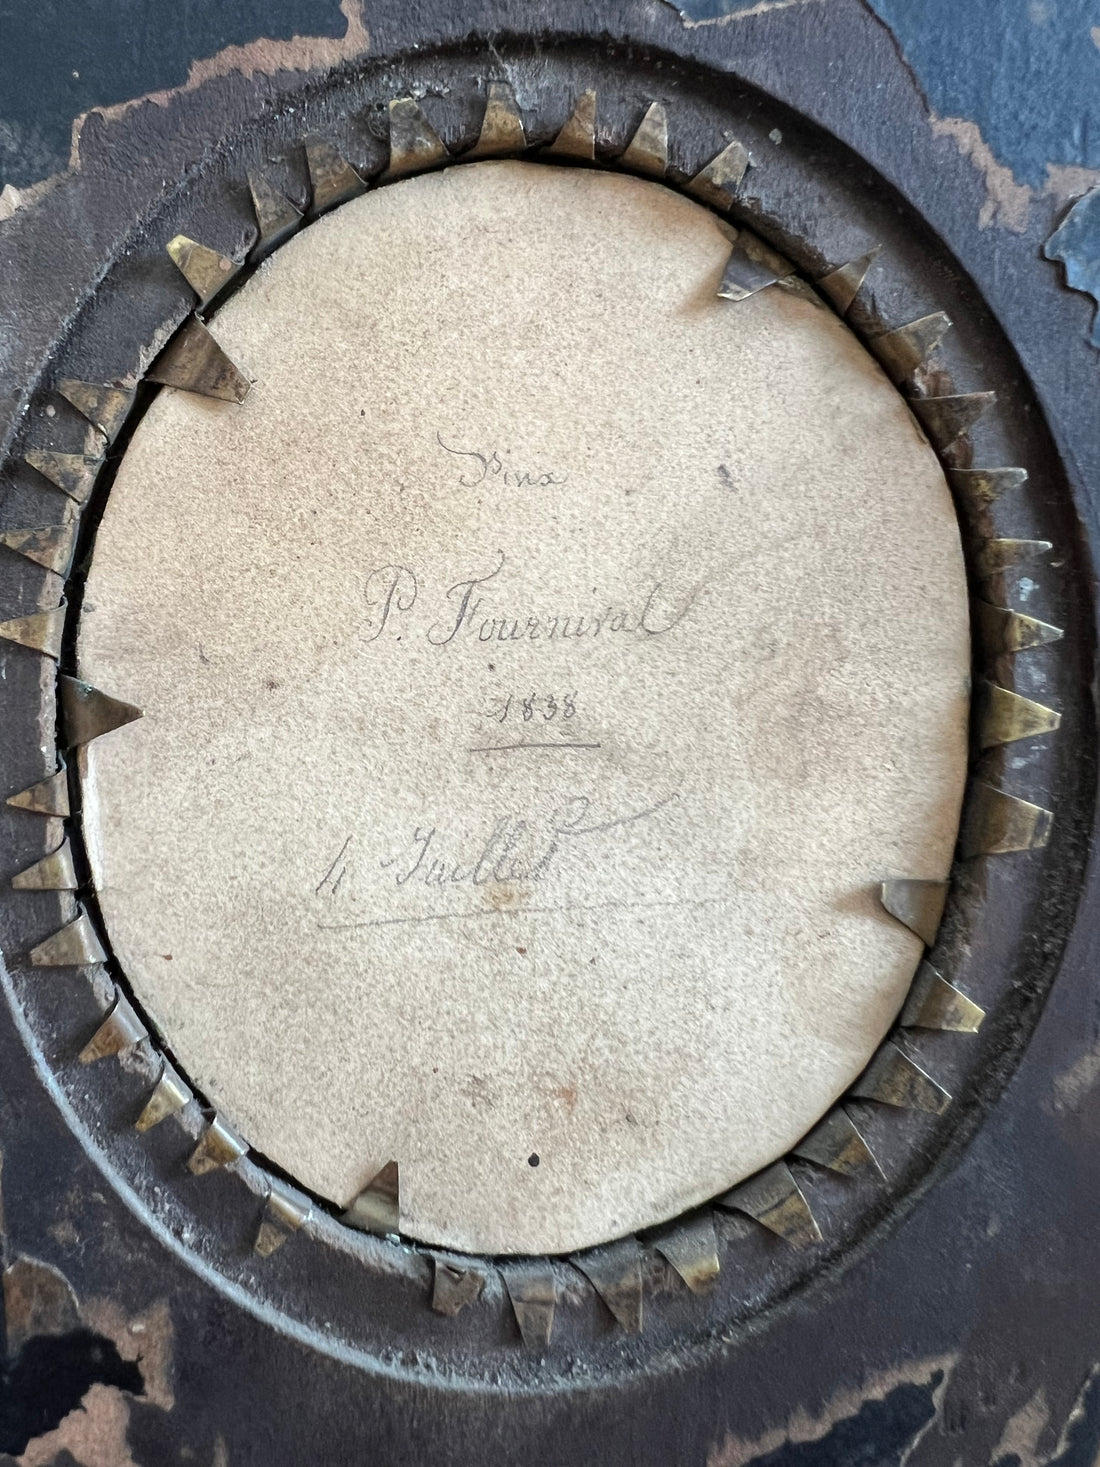 Pinx
P. Fournival
1838
4 Juillet